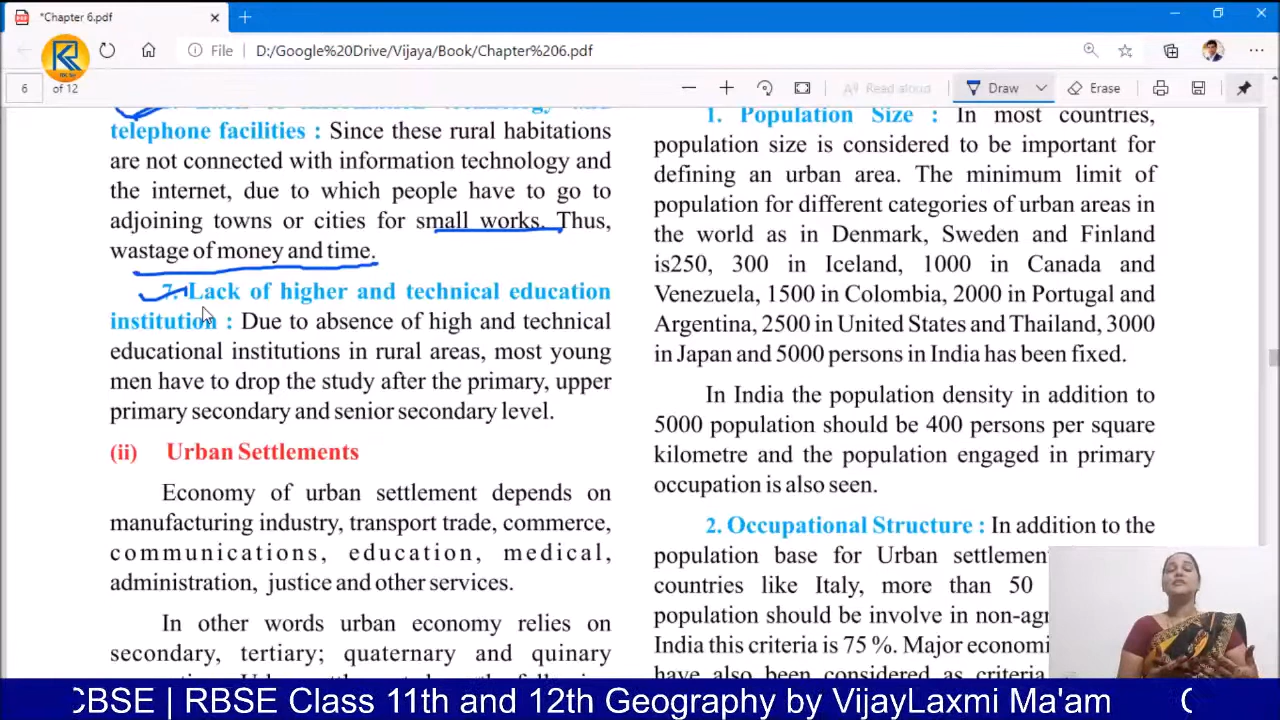 *Chapter 6.pdf
File
D:/Google%20Drive/Vijaya/Book/Chapter%206.pdf
6 of 12
Read aloud
Draw
Erase
telephone facilities : Since these rural habitations
are not connected with information technology and
the internet, due to which people have to go to
adjoining towns or cities for small works. Thus,
wastage of money and time.
7. Lack of higher and technical education
institution : Due to absence of high and technical
educational institutions in rural areas, most young
men have to drop the study after the primary, upper
primary secondary and senior secondary level.
(ii) Urban Settlements
Economy of urban settlement depends on
manufacturing industry, transport trade, commerce,
communications, education, medical,
administration, justice and other services.
In other words urban economy relies on
secondary, tertiary; quaternary and quinary
1. Population Size : In most countries,
population size is considered to be important for
defining an urban area. The minimum limit of
population for different categories of urban areas in
the world as in Denmark, Sweden and Finland
is250, 300 in Iceland, 1000 in Canada and
Venezuela, 1500 in Colombia, 2000 in Portugal and
Argentina, 2500 in United States and Thailand, 3000
in Japan and 5000 persons in India has been fixed.
In India the population density in addition to
5000 population should be 400 persons per square
kilometre and the population engaged in primary
occupation is also seen.
2. Occupational Structure : In addition to the
population base for Urban settlement
countries like Italy, more than 50
population should be involve in non-agr
India this criteria is 75 %. Major economi
have also been considered as criteria
CBSE | RBSE Class 11th and 12th Geography by VijayLaxmi Ma'am